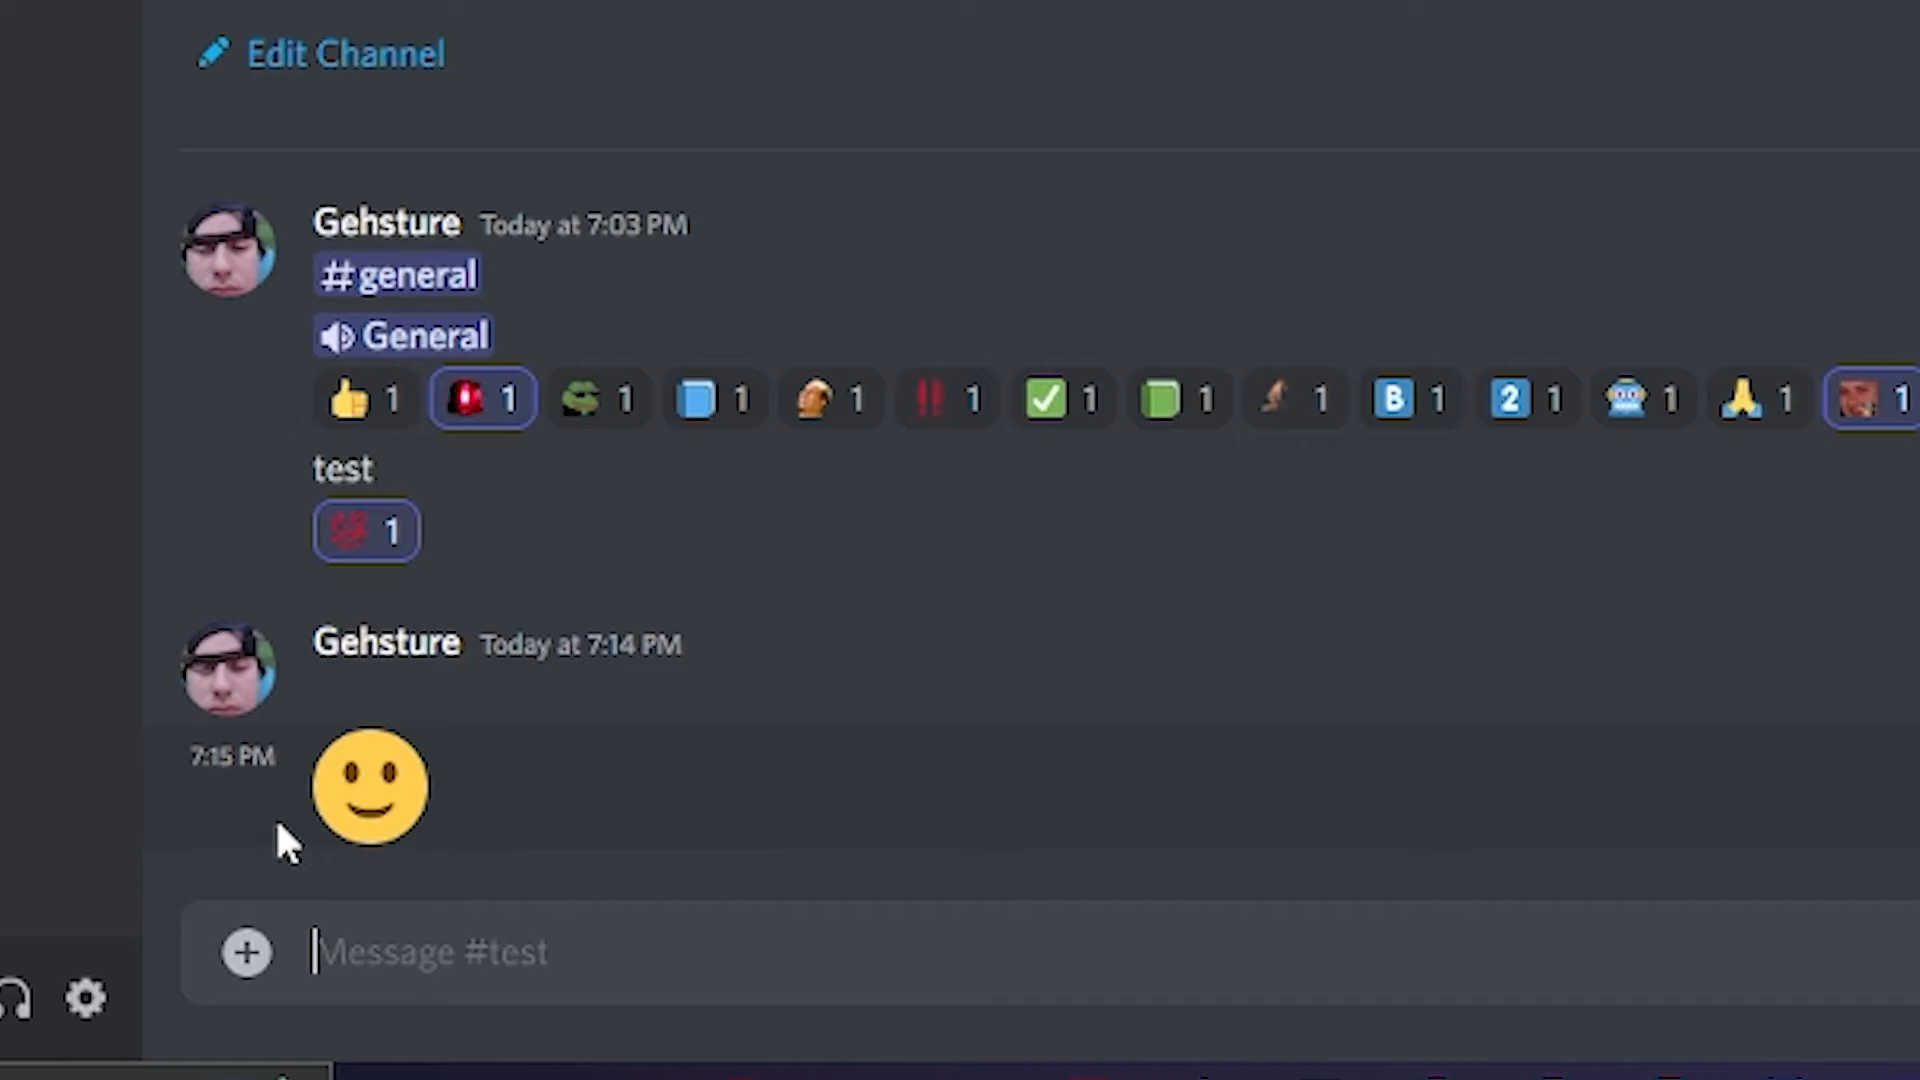 Edit Channel
Gehsture Today at 7:03 PM
#general
General
1 1 1 1 1 1 1 1 1 B 1 2 1 1 1 1
test
1
Gehsture Today at 7:14 PM
7:15 PM
Message #test